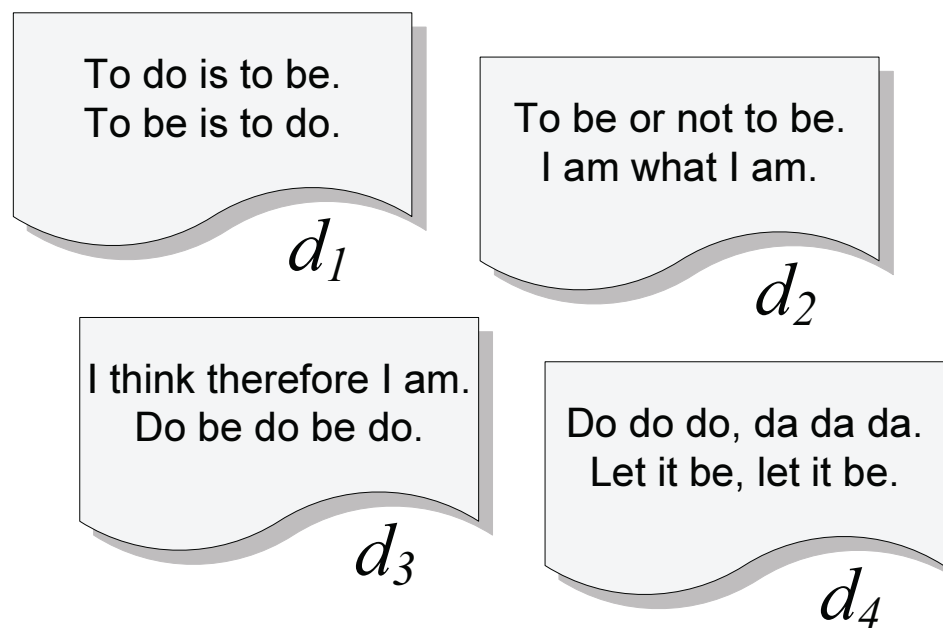 To do is to be.
To be is to do.
d1
To be or not to be.
I am what I am.
d2
I think therefore I am.
Do be do be do.
d3
Do do do, da da da.
Let it be, let it be.
d4